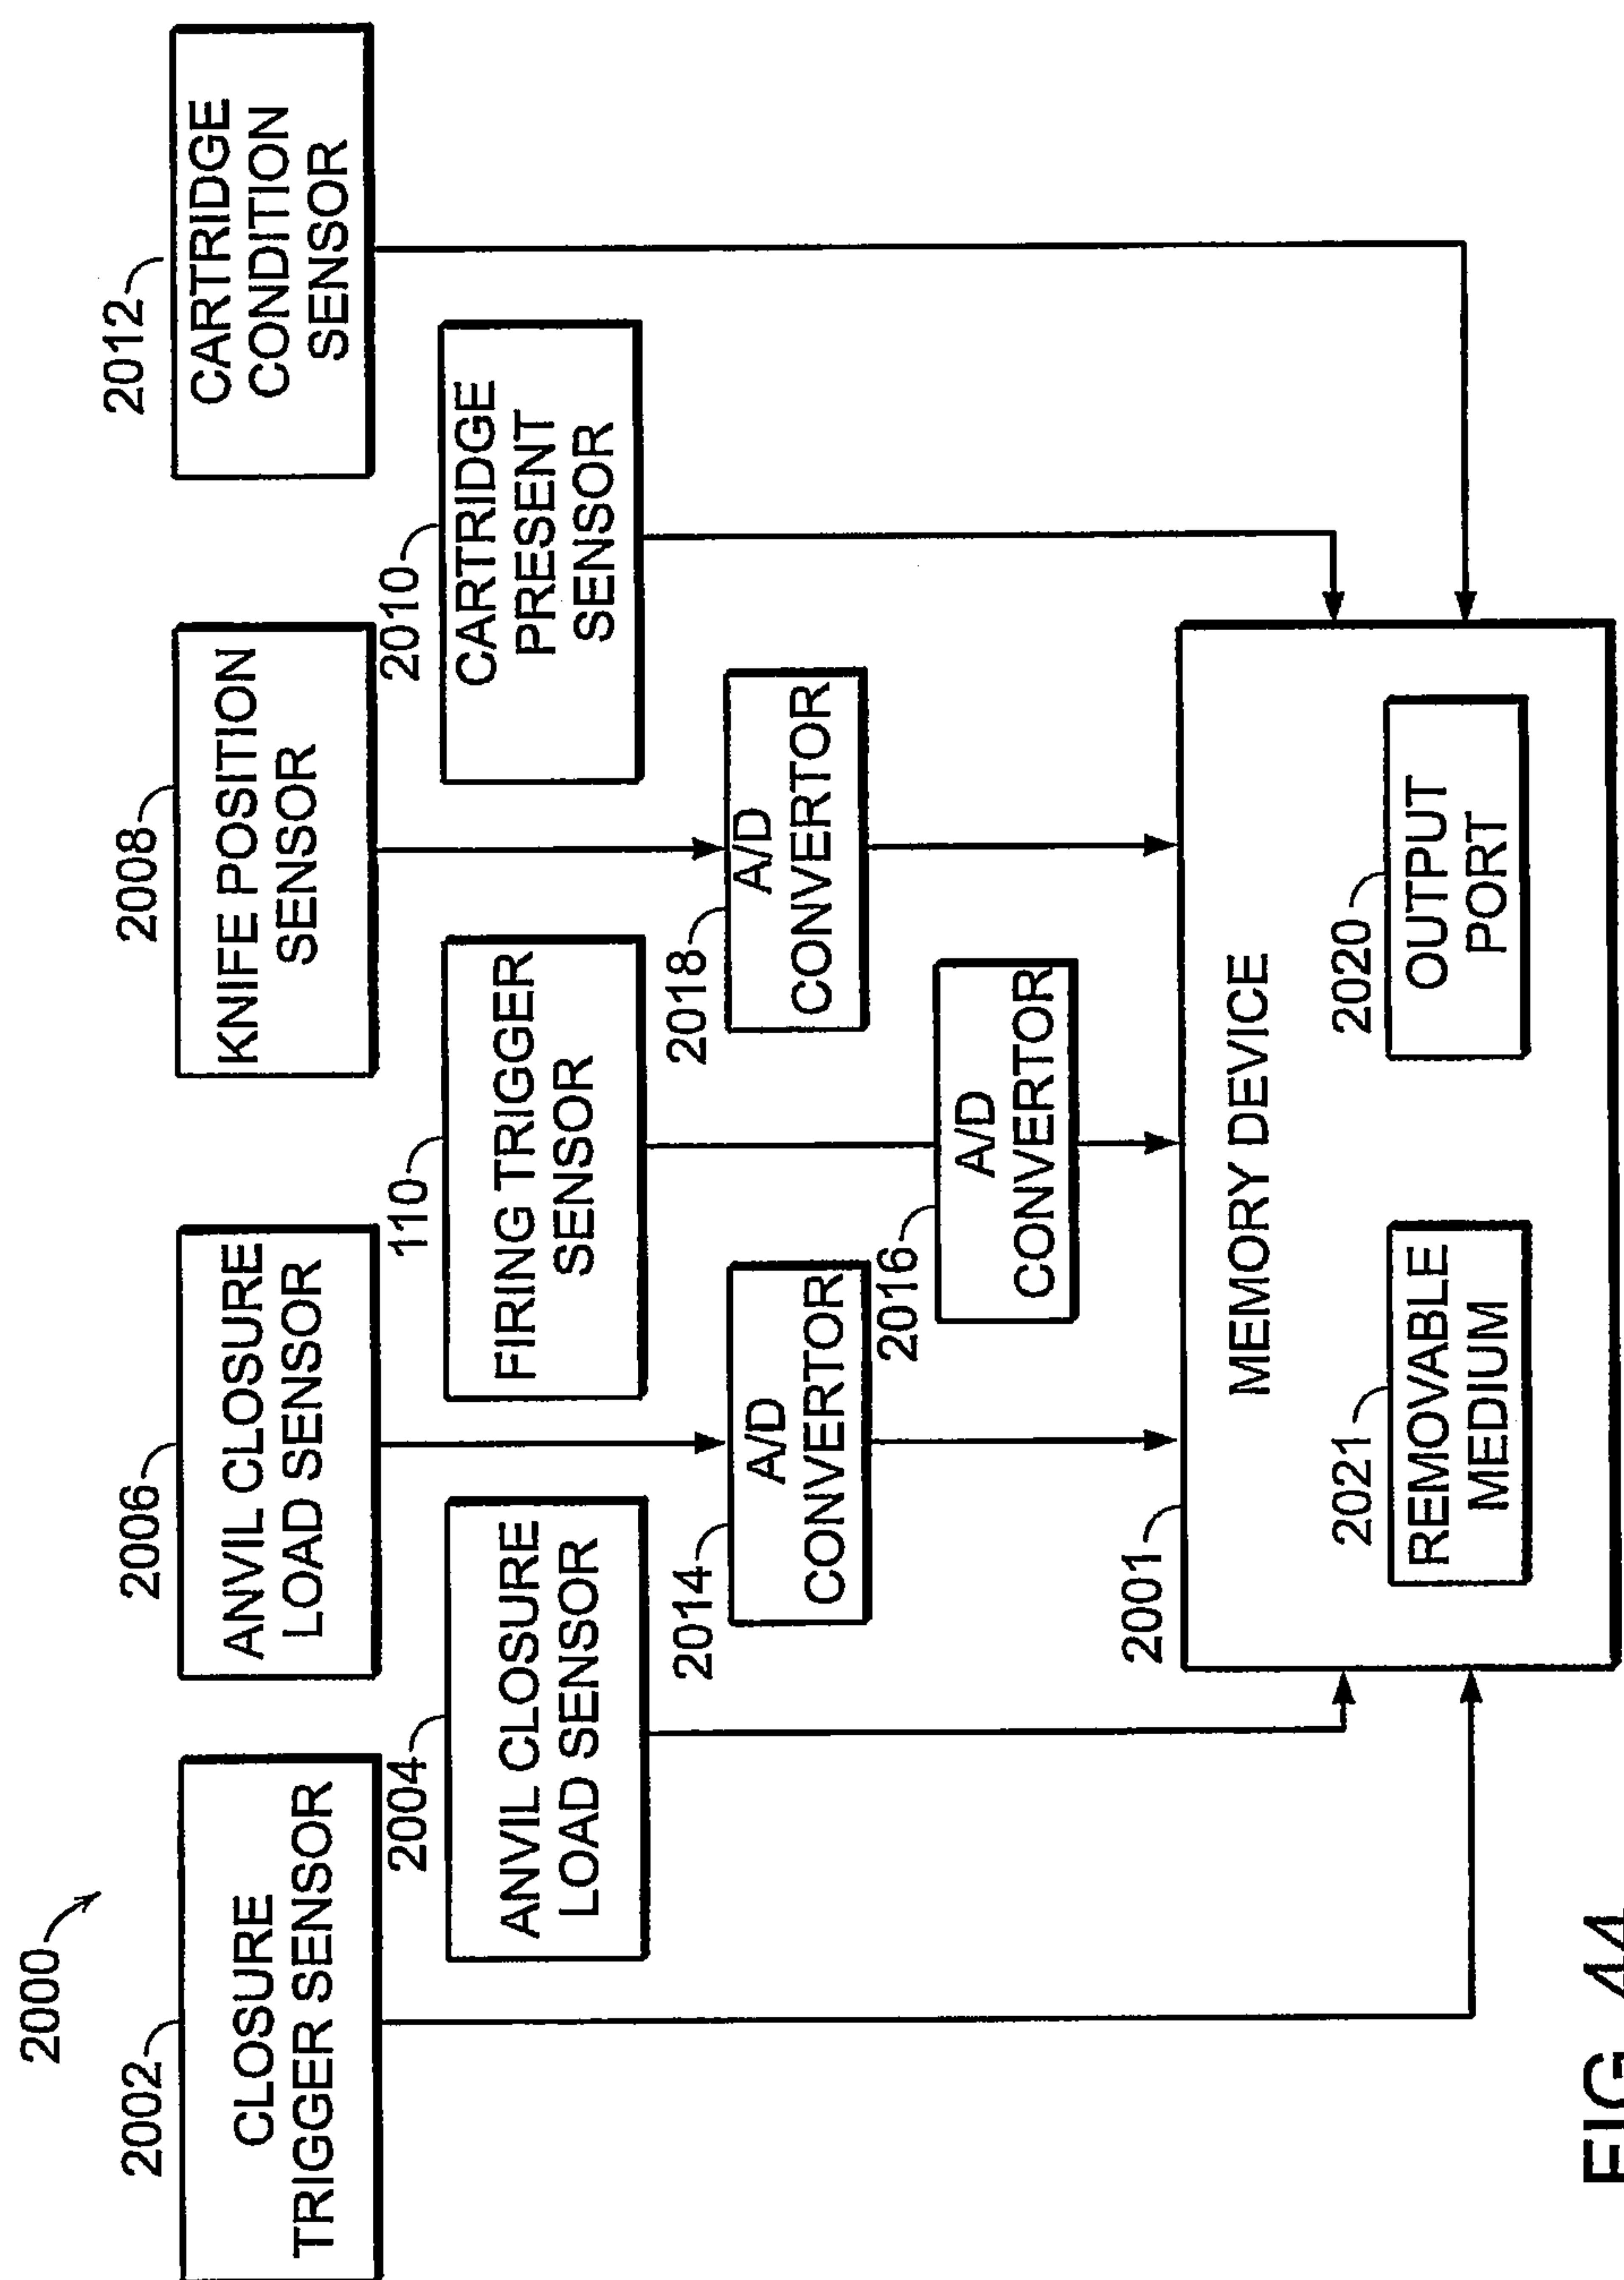 2000
2002
CLOSURE
TRIGGER SENSOR
2006
ANVIL CLOSURE
LOAD SENSOR
2008
KNIFE POSITION
SENSOR
2012
CARTRIDGE
CONDITION
SENSOR
2004
ANVIL CLOSURE
LOAD SENSOR
110
FIRING TRIGGER
SENSOR
2010
CARTRIDGE
PRESENT
SENSOR
2014
A/D
CONVERTOR
2018
A/D
CONVERTOR
2016
A/D
CONVERTOR
2001
MEMORY DEVICE
2021
REMOVABLE
MEDIUM
2020
OUTPUT
PORT
FIG. 44